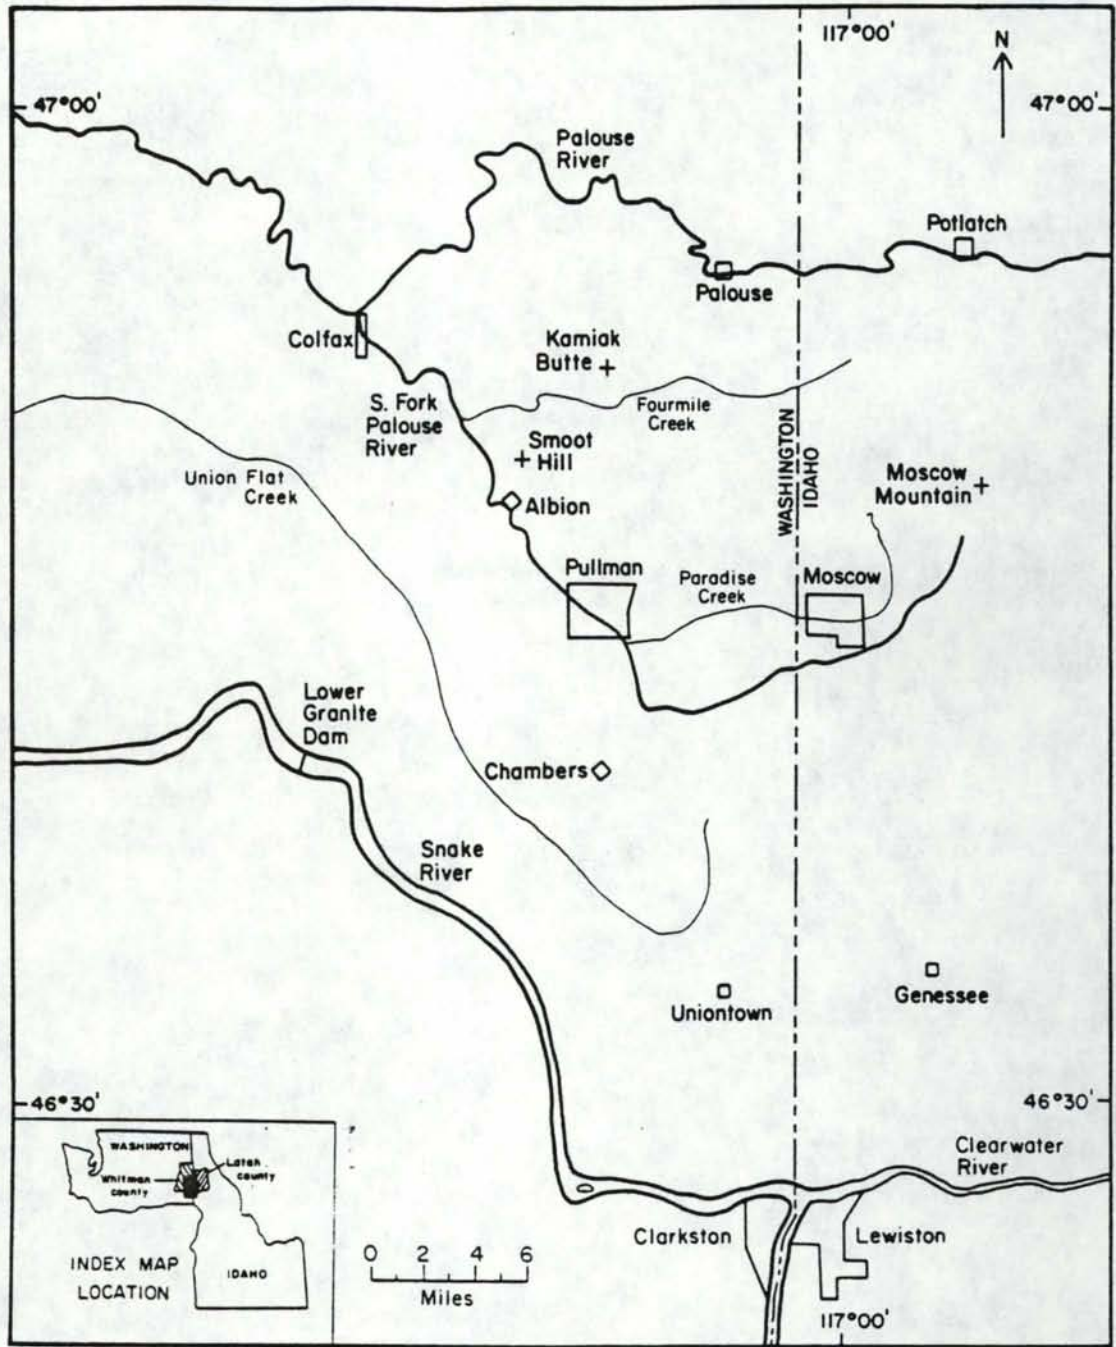 117°00'
N
47°00'
47°00'
Palouse
River
Potlatch
Palouse
Colfax
Kamiak
Butte
S. Fork
Palouse
River
Fourmile
Creek
Smoot
Hill
WASHINGTON
IDAHO
Union Flat
Creek
Moscow
Mountain
Albion
Pullman
Paradise
Creek
Moscow
Lower
Granite
Dam
Chambers
Snake
River
Uniontown
Genessee
46°30'
46°30'
WASHINGTON
Latah
county
Whitman
county
IDAHO
INDEX MAP
LOCATION
Clearwater
River
Clarkston
Lewiston
0 2 4 6
Miles
117°00'